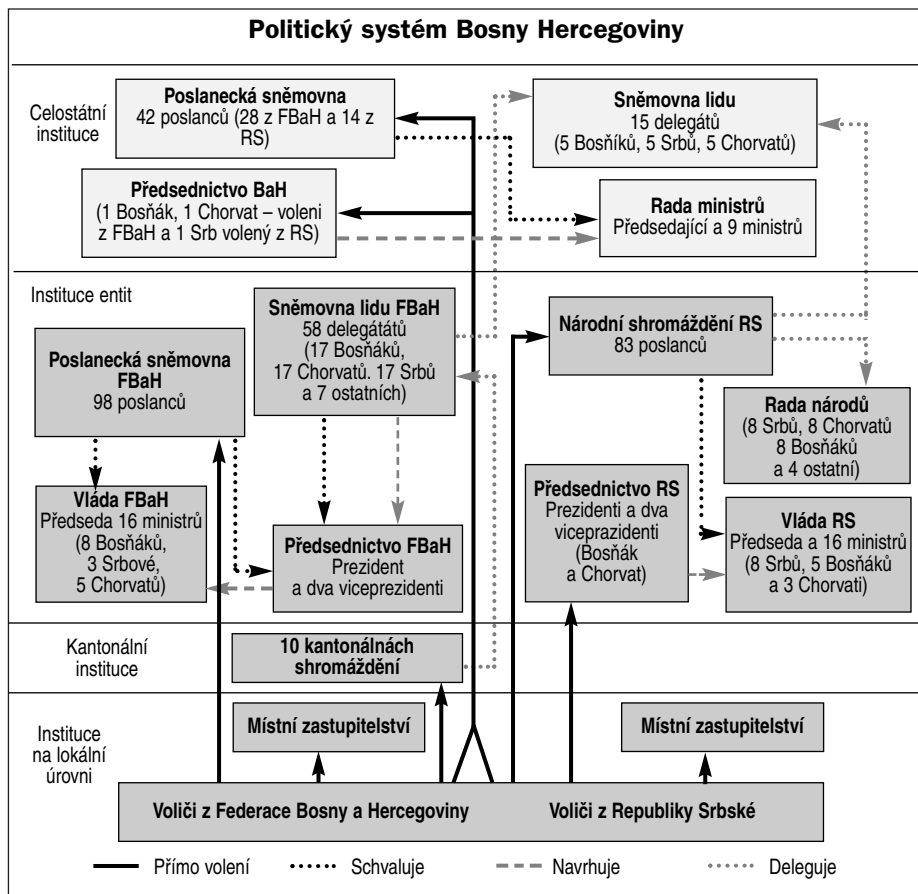 Politický systém Bosny Hercegoviny
Celostátní
instituce
Poslanecká sněmovna
42 poslanců (28 z FBaH a 14 z
RS)
Sněmovna lidu
15 delegátů
(5 Bosňíků, 5 Srbů, 5 Chorvatů)
Předsednictvo BaH
(1 Bosňák, 1 Chorvat – voleni
z FBaH a 1 Srb volený z RS)
Rada ministrů
Předsedající a 9 ministrů
Instituce entit
Poslanecká sněmovna
FBaH
98 poslanců
Sněmovna lidu FBaH
58 delegátátů
(17 Bosňáků,
17 Chorvatů. 17 Srbů
a 7 ostatních)
Národní shromáždění RS
83 poslanců
Rada národů
(8 Srbů, 8 Chorvatů
8 Bosňáků
a 4 ostatní)
Vláda FBaH
Předseda 16 ministrů
(8 Bosňáků,
3 Srbové,
5 Chorvatů)
Předsednictvo FBaH
Prezident
a dva viceprezidenti
Předsednictvo RS
Prezidenti a dva
viceprazidenti
(Bosňák
a Chorvat)
Vláda RS
Předseda a 16 ministrů
(8 Srbů, 5 Bosňáků
a 3 Chorvati)
Kantonální
instituce
10 kantonálnách
shromáždění
Instituce
na lokální
úrovni
Místní zastupitelství
Místní zastupitelství
Voliči z Federace Bosny a Hercegoviny
Voliči z Republiky Srbské
Přímo volení
Schvaluje
Navrhuje
Deleguje